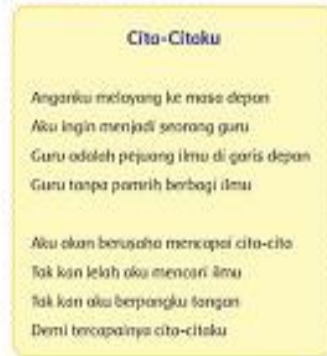 Cita-Citaku
Anganku melayang ke masa depan
Aku ingin menjadi seorang guru
Guru adalah pejuang ilmu di garis depan
Guru tanpa pamrih berbagi ilmu
Aku akan berusaha mencapai cita-cita
Tak kan lelah aku mencari ilmu
Tak kan aku berpangku tangan
Demi tercapainya cita-citaku